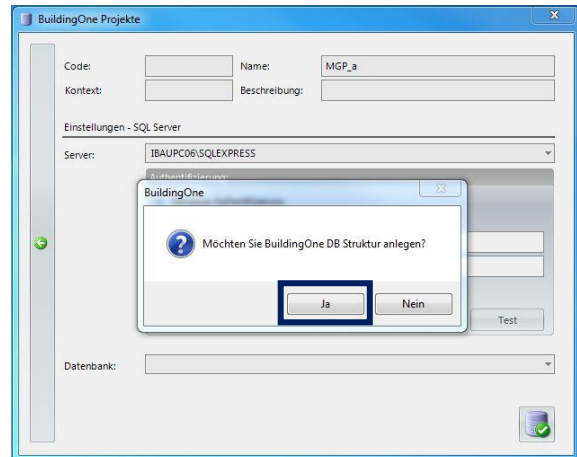 BuildingOne Projekte
Code:
Name:
MGP_a
Kontext:
Beschreibung:
Einstellungen - SQL Server
Server:
IBAUPC06\SQLEXPRESS
Authentifizierung:
BuildingOne
Möchten Sie BuildingOne DB Struktur anlegen?
Ja
Nein
Test
Datenbank: